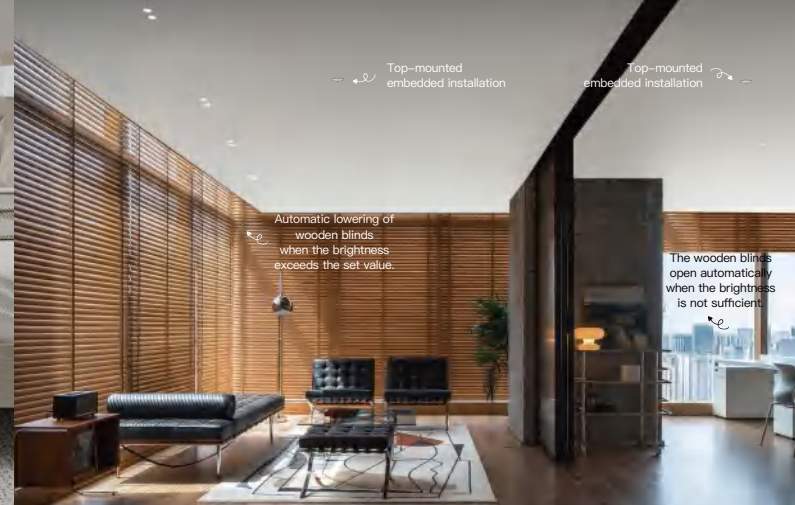 Top-mounted
embedded installation
Top-mounted
embedded installation
Automatic lowering of
wooden blinds
when the brightness
exceeds the set value.
The wooden blinds
open automatically
when the brightness
is not sufficient.